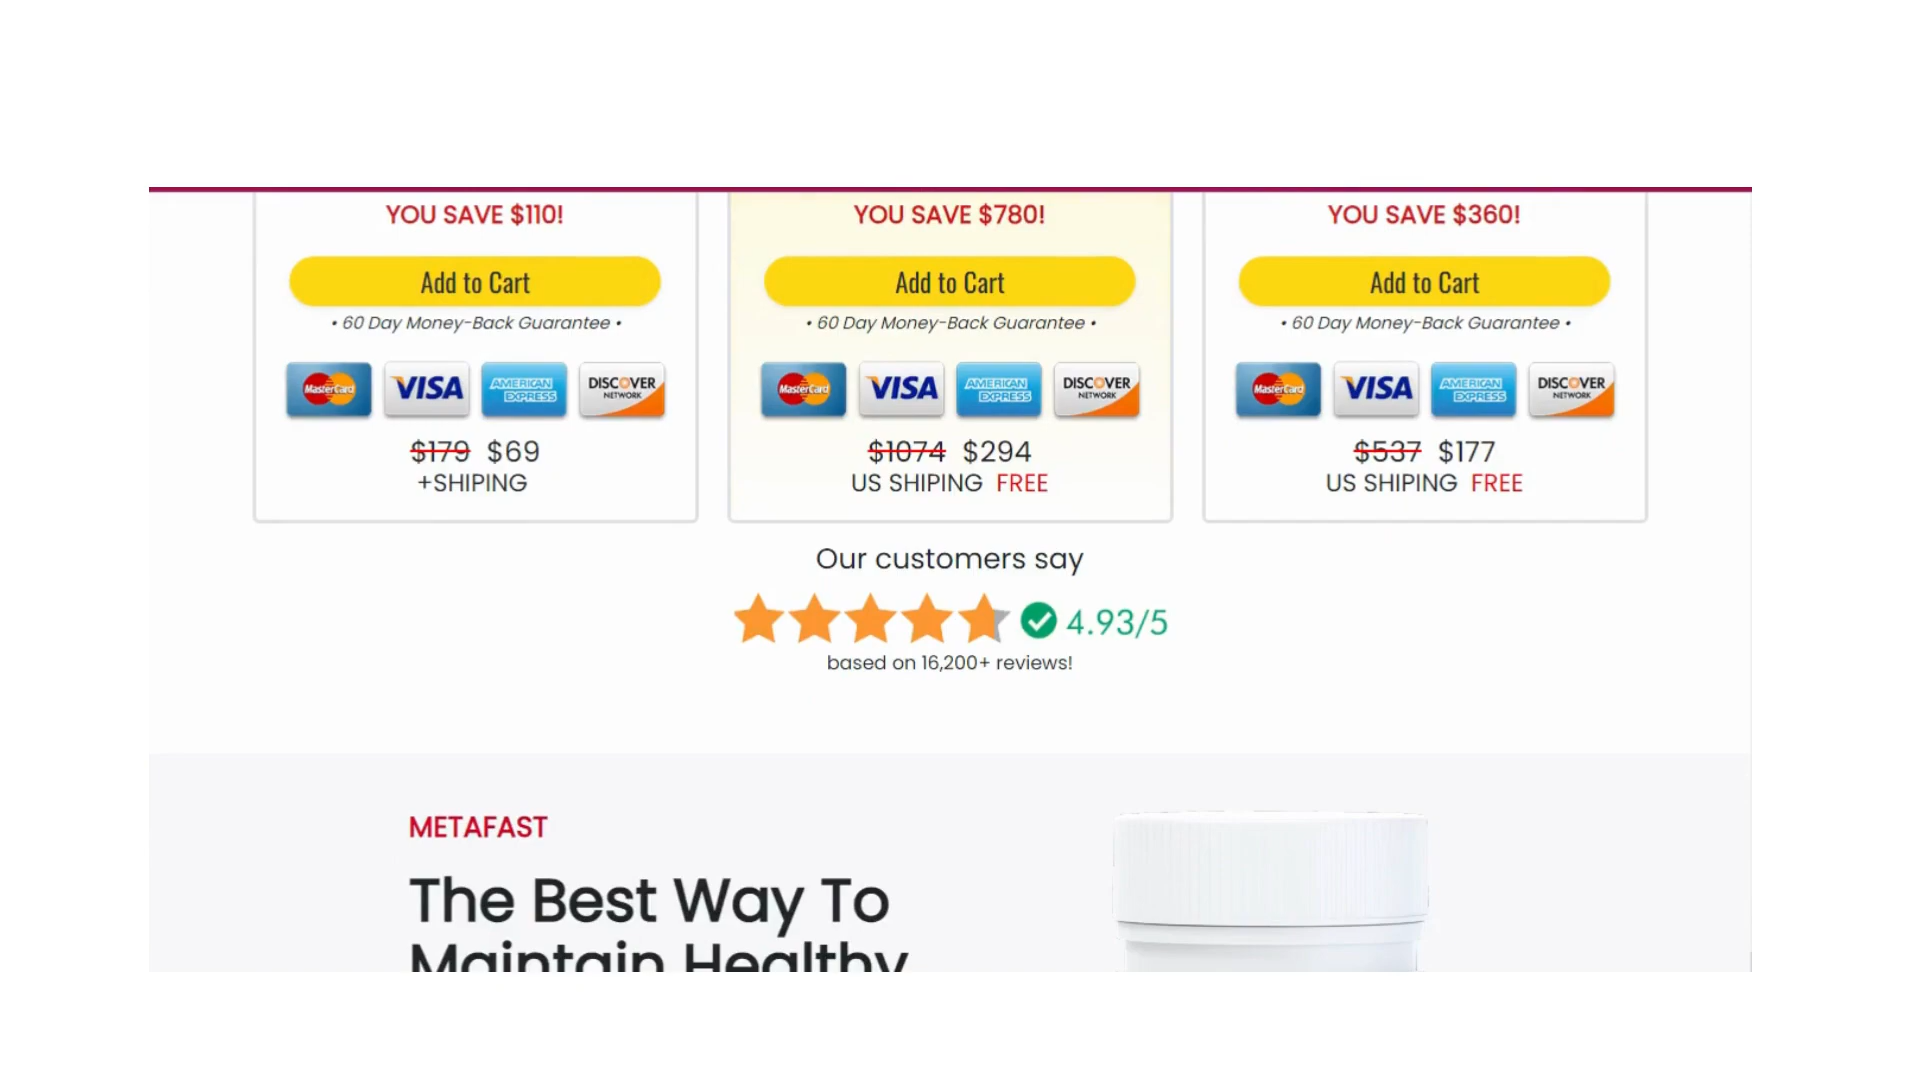 YOU SAVE $110!
Add to Cart
• 60 Day Money-Back Guarantee •
MasterCard VISA AMERICAN EXPRESS DISCOVER NETWORK
$179 $69
+SHIPING
YOU SAVE $780!
Add to Cart
• 60 Day Money-Back Guarantee •
MasterCard VISA AMERICAN EXPRESS DISCOVER NETWORK
$1074 $294
US SHIPING FREE
YOU SAVE $360!
Add to Cart
• 60 Day Money-Back Guarantee •
MasterCard VISA AMERICAN EXPRESS DISCOVER NETWORK
$537 $177
US SHIPING FREE
Our customers say
4.93/5
based on 16,200+ reviews!
METAFAST
The Best Way To
Maintain Healthy